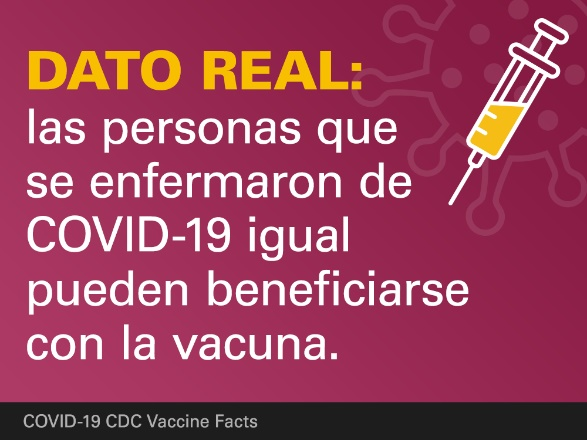 DATO REAL:
las personas que
se enfermaron de
COVID-19 igual
pueden beneficiarse
con la vacuna.
COVID-19 CDC Vaccine Facts